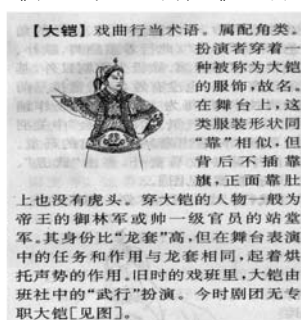 【大铠】戏曲行当术语。属配角类。
扮演者穿着一
种被称为大铠
的服饰，故名。
在舞台上，这
类服装形状同
“靠”相似，但
背后不插靠
旗，正面靠肚
上也没有虎头。穿大铠的人物一般为
帝王的御林军或帅一级官员的站堂
军。其身份比“龙套”高，但在舞台表演
中的任务和作用与龙套相同，起着烘
托声势的作用。旧时的戏班里，大铠由
班社中的“武行”扮演。今时剧团无专
职大铠[见图]。